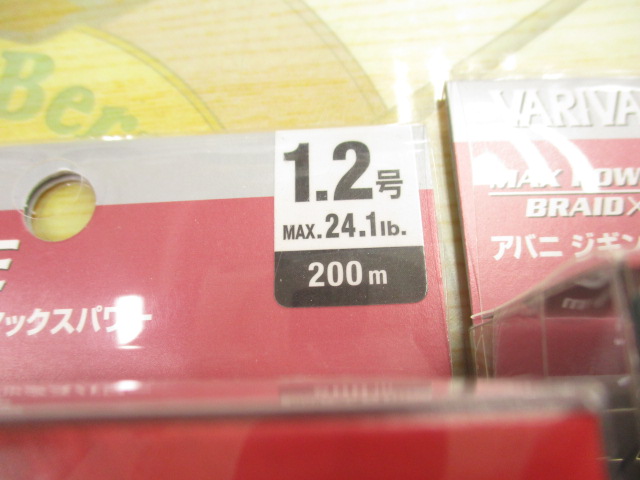 Ber
1.2号
MAX.24.1lb.
200m
ックスパワー
VARIVA
MAX POW
BRAID×
アバニ ジギン